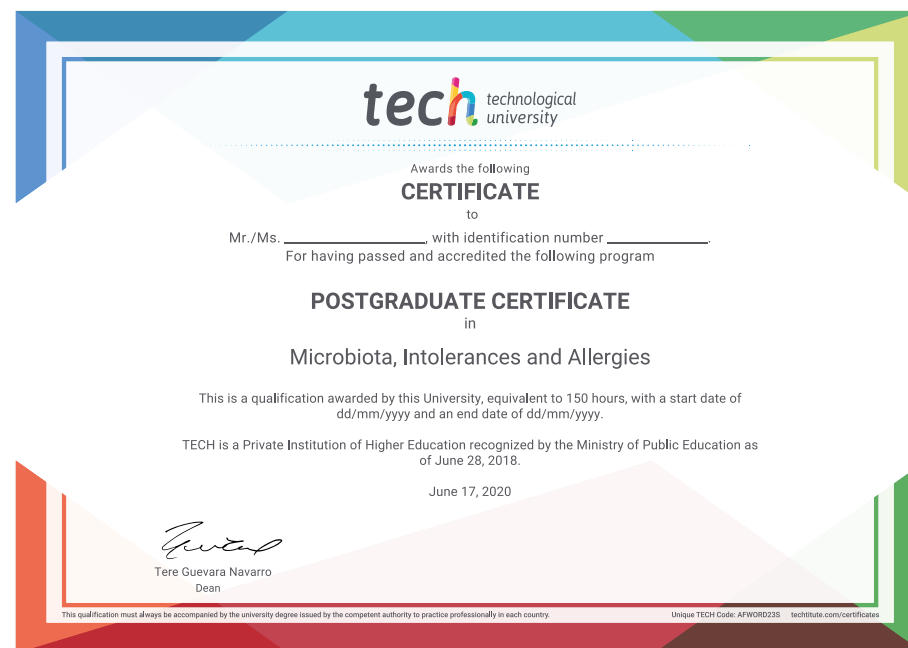 tech technological
university
Awards the following
CERTIFICATE
to
Mr./Ms. ____________________, with identification number ______________.
For having passed and accredited the following program
POSTGRADUATE CERTIFICATE
in
Microbiota, Intolerances and Allergies
This is a qualification awarded by this University, equivalent to 150 hours, with a start date of
dd/mm/yyyy and an end date of dd/mm/yyyy.
TECH is a Private Institution of Higher Education recognized by the Ministry of Public Education as
of June 28, 2018.
June 17, 2020
Tere Guevara Navarro
Dean
This qualification must always be accompanied by the university degree issued by the competent authority to practice professionally in each country. Unique TECH Code: AFWORD23S techtitute.com/certificates